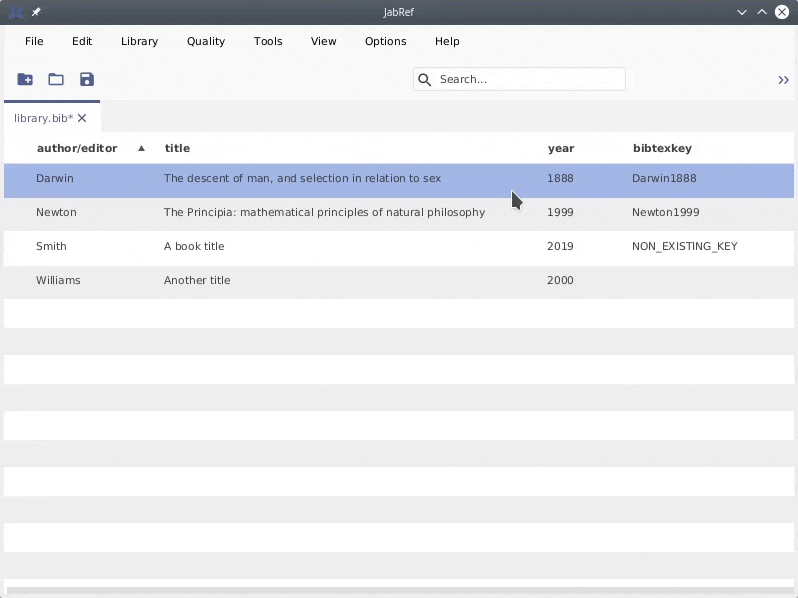 JabRef
File Edit Library Quality Tools View Options Help
Search...
library.bib*
author/editor title year bibtexkey
Darwin The descent of man, and selection in relation to sex 1888 Darwin1888
Newton The Principia: mathematical principles of natural philosophy 1999 Newton1999
Smith A book title 2019 NON_EXISTING_KEY
Williams Another title 2000